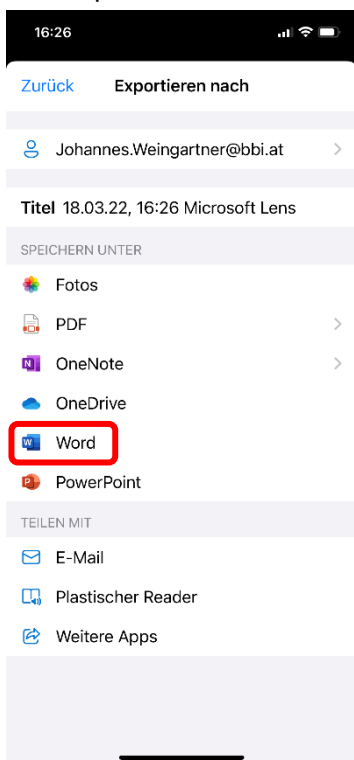 16:26
Zurück Exportieren nach
Johannes.Weingartner@bbi.at
Titel 18.03.22, 16:26 Microsoft Lens
SPEICHERN UNTER
Fotos
PDF
N OneNote
OneDrive
W Word
P PowerPoint
TEILEN MIT
E-Mail
Plastischer Reader
Weitere Apps